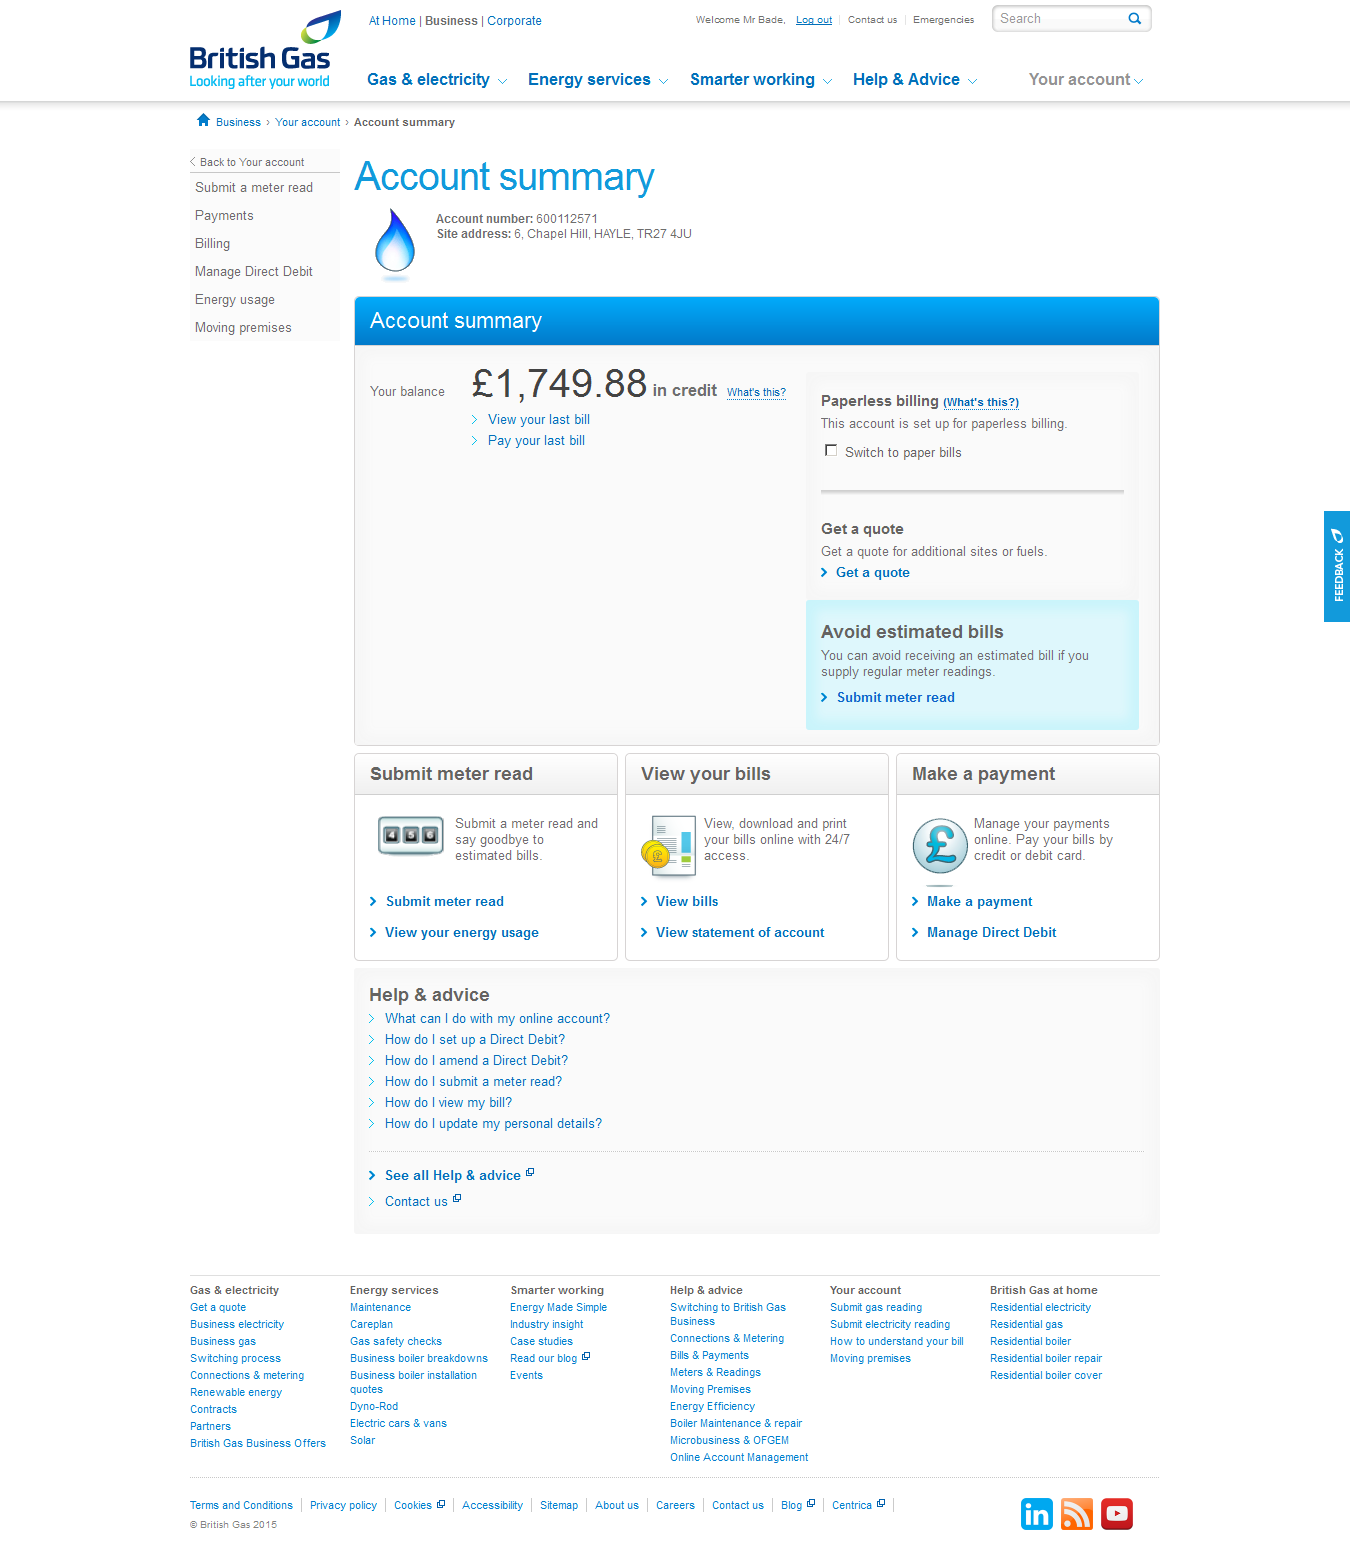 British Gas
Looking after your world
At Home | Business | Corporate
Welcome Mr Bade, Log out Contact us Emergencies
Search
Gas & electricity
Energy services
Smarter working
Help & Advice
Your account
Business › Your account › Account summary
Back to Your account
Submit a meter read
Payments
Billing
Manage Direct Debit
Energy usage
Moving premises
Account summary
Account number: 600112571
Site address: 6, Chapel Hill, HAYLE, TR27 4JU
Account summary
Your balance £1,749.88 in credit What's this?
View your last bill
Pay your last bill
Paperless billing (What's this?)
This account is set up for paperless billing.
Switch to paper bills
Get a quote
Get a quote for additional sites or fuels.
Get a quote
Avoid estimated bills
You can avoid receiving an estimated bill if you
supply regular meter readings.
Submit meter read
FEEDBACK
Submit meter read
4 5 6
Submit a meter read and
say goodbye to
estimated bills.
Submit meter read
View your energy usage
View your bills
£
View, download and print
your bills online with 24/7
access.
View bills
View statement of account
Make a payment
£
Manage your payments
online. Pay your bills by
credit or debit card.
Make a payment
Manage Direct Debit
Help & advice
What can I do with my online account?
How do I set up a Direct Debit?
How do I amend a Direct Debit?
How do I submit a meter read?
How do I view my bill?
How do I update my personal details?
See all Help & advice
Contact us
Gas & electricity
Get a quote
Business electricity
Business gas
Switching process
Connections & metering
Renewable energy
Contracts
Partners
British Gas Business Offers
Energy services
Maintenance
Careplan
Gas safety checks
Business boiler breakdowns
Business boiler installation
quotes
Dyno-Rod
Electric cars & vans
Solar
Smarter working
Energy Made Simple
Industry insight
Case studies
Read our blog
Events
Help & advice
Switching to British Gas
Business
Connections & Metering
Bills & Payments
Meters & Readings
Moving Premises
Energy Efficiency
Boiler Maintenance & repair
Microbusiness & OFGEM
Online Account Management
Your account
Submit gas reading
Submit electricity reading
How to understand your bill
Moving premises
British Gas at home
Residential electricity
Residential gas
Residential boiler
Residential boiler repair
Residential boiler cover
Terms and Conditions Privacy policy Cookies Accessibility Sitemap About us Careers Contact us Blog Centrica
© British Gas 2015
in